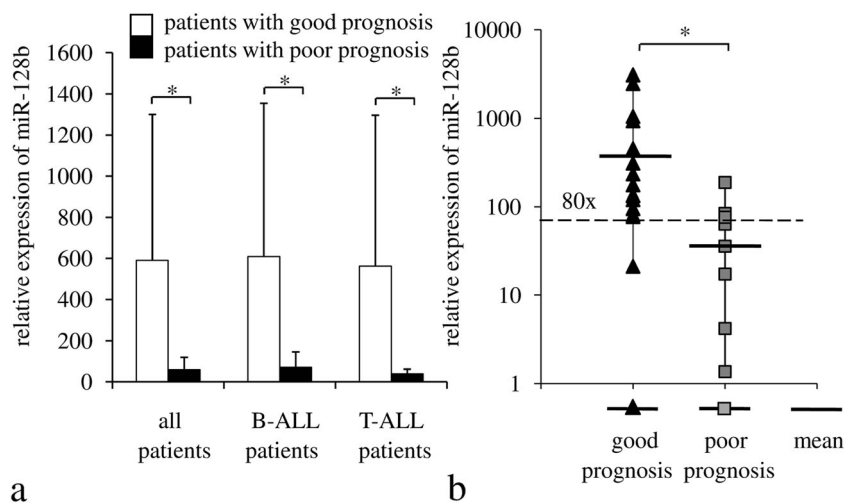 patients with good prognosis
patients with poor prognosis
relative expression of miR-128b
1600
1400
1200
1000
800
600
400
200
0
*
*
*
all patients
B-ALL patients
T-ALL patients
a
relative expression of miR-128b
10000
1000
100
10
1
*
80x
good prognosis
poor prognosis
mean
b